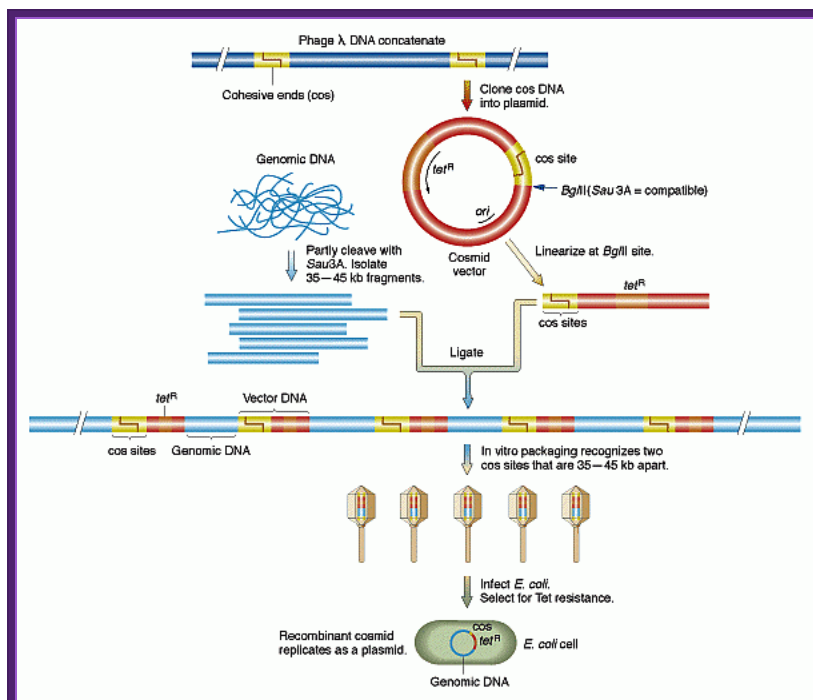 Phage λ DNA concatenate
Cohesive ends (cos)
Clone cos DNA
into plasmid.
Genomic DNA
tetR
cos site
BglII(Sau 3A = compatible)
ori
Cosmid
vector
Partly cleave with
Sau3A. Isolate
35—45 kb fragments.
Linearize at BglII site.
tetR
cos sites
Ligate
tetR
Vector DNA
cos sites
Genomic DNA
In vitro packaging recognizes two
cos sites that are 35—45 kb apart.
Infect E. coli.
Select for Tet resistance.
Recombinant cosmid
replicates as a plasmid.
cos
tetR
E. coli cell
Genomic DNA